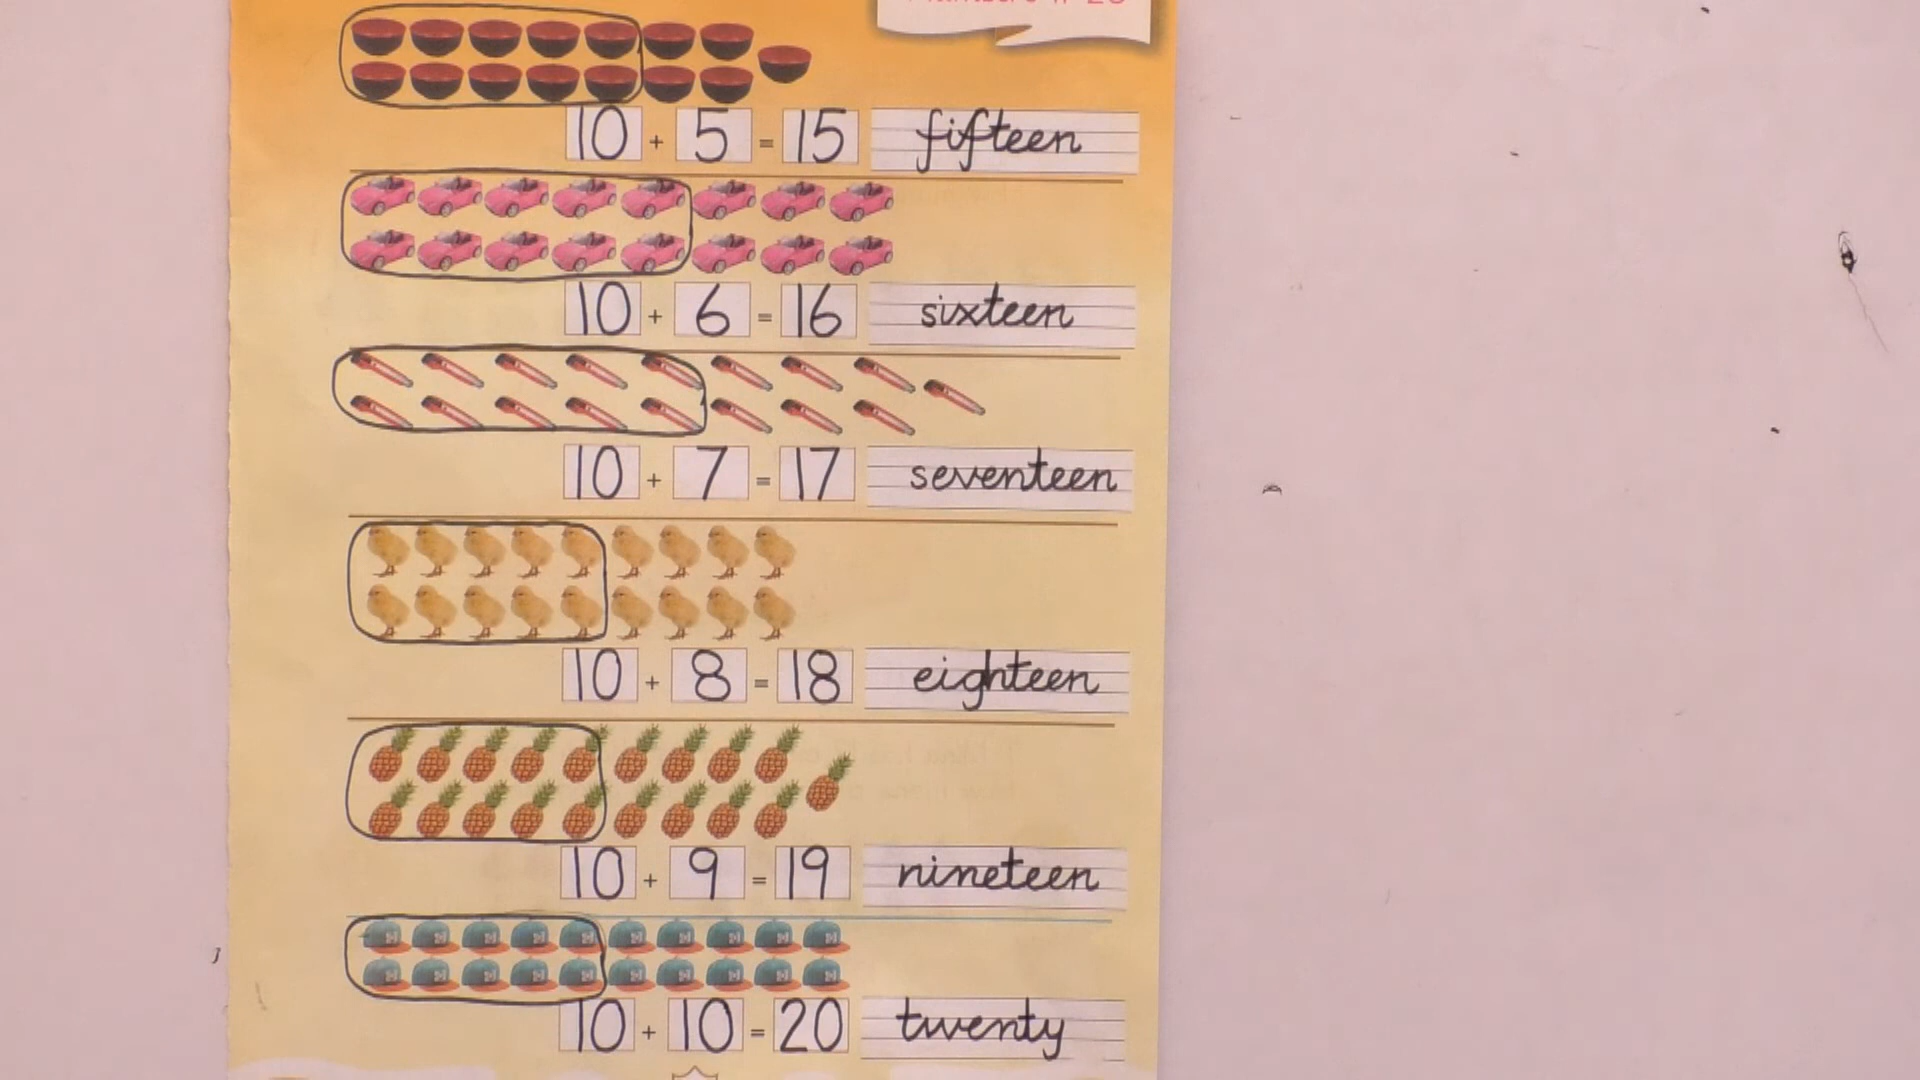 10 + 5 = 15 fifteen
10 + 6 = 16 sixteen
10 + 7 = 17 seventeen
10 + 8 = 18 eighteen
10 + 9 = 19 nineteen
10 + 10 = 20 twenty